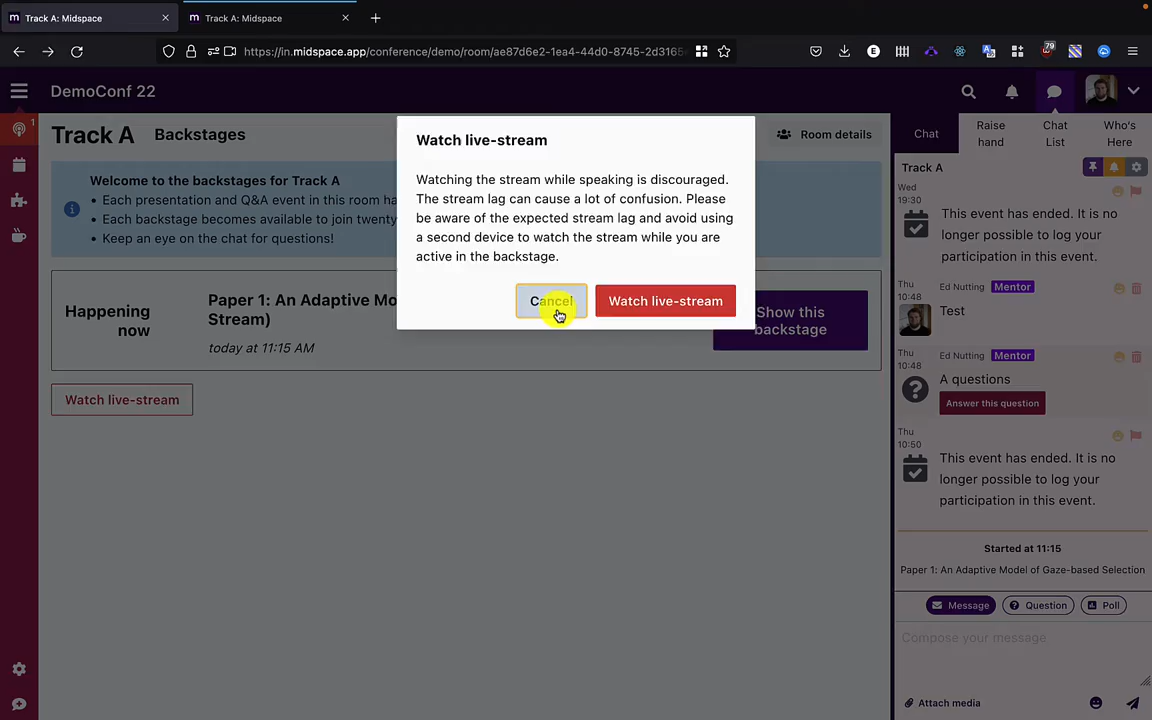 Track A: Midspace
Track A: Midspace
https://in.midspace.app/conference/demo/room/ae87d6e2-1ea4-44d0-8745-2d3165
79
DemoConf 22
1
Track A
Backstages
Room details
Welcome to the backstages for Track A
• Each presentation and Q&A event in this room ha
• Each backstage becomes available to join twenty
• Keep an eye on the chat for questions!
Happening
now
Paper 1: An Adaptive Mo
Stream)
today at 11:15 AM
Show this
backstage
Watch live-stream
Watch live-stream
Watching the stream while speaking is discouraged.
The stream lag can cause a lot of confusion. Please
be aware of the expected stream lag and avoid using
a second device to watch the stream while you are
active in the backstage.
Cancel
Watch live-stream
Chat
Raise
hand
Chat
List
Who's
Here
Track A
Wed
19:30
This event has ended. It is no
longer possible to log your
participation in this event.
Thu
10:48
Ed Nutting Mentor
Test
Thu
10:48
Ed Nutting Mentor
A questions
Answer this question
Thu
10:50
This event has ended. It is no
longer possible to log your
participation in this event.
Started at 11:15
Paper 1: An Adaptive Model of Gaze-based Selection
Message
Question
Poll
Compose your message
Attach media